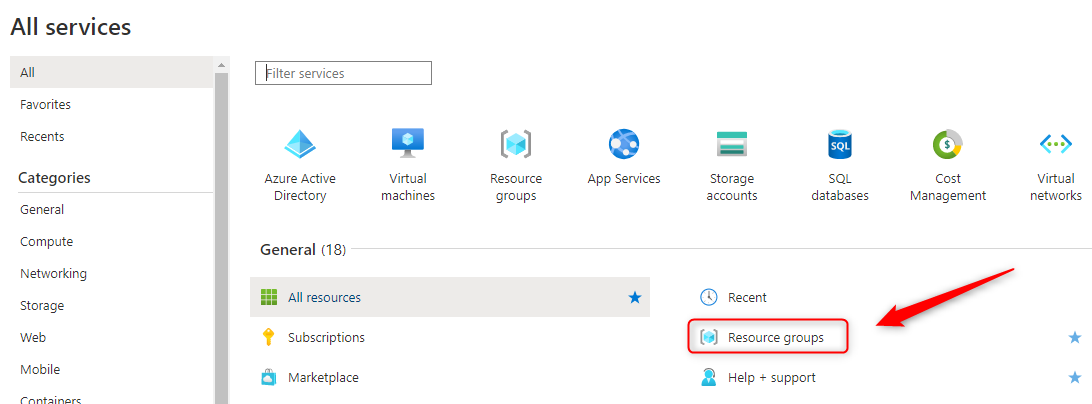 All services
All
Favorites
Recents
Categories
General
Compute
Networking
Storage
Web
Mobile
Containers
Filter services
Azure Active
Directory
Virtual
machines
Resource
groups
App Services
Storage
accounts
SQL
SQL
databases
$
Cost
Management
Virtual
networks
General (18)
All resources
Recent
Subscriptions
Resource groups
Marketplace
Help + support